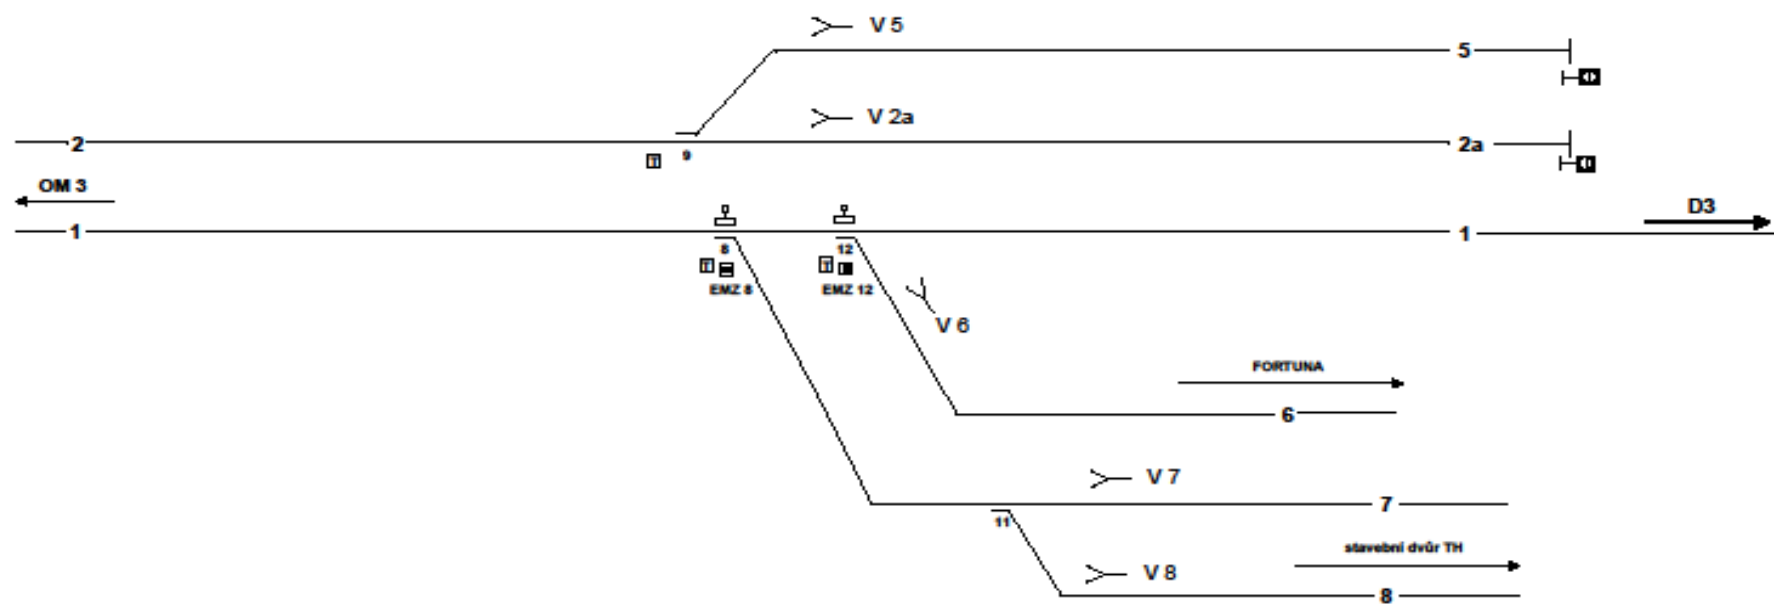 V 5
5
V 2a
2
2a
T
9
OM 3
D3
1
1
8
12
T
T
EMZ 8
EMZ 12
V 6
FORTUNA
6
V 7
7
11
stavební dvůr TH
V 8
8